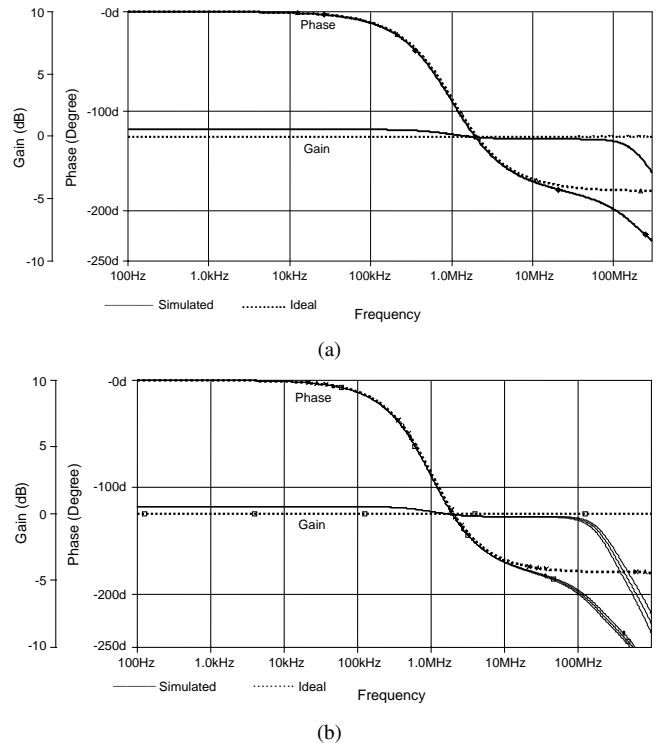 10
5
0
-5
-10
Gain (dB)
Phase (Degree)
-0d
-100d
-200d
-250d
Phase
Gain
100Hz 1.0kHz 10kHz 100kHz 1.0MHz 10MHz 100MHz
Simulated Ideal
Frequency
(a)
10
5
0
-5
-10
Gain (dB)
Phase (Degree)
-0d
-100d
-200d
-250d
Phase
Gain
100Hz 1.0kHz 10kHz 100kHz 1.0MHz 10MHz 100MHz
Simulated Ideal
Frequency
(b)